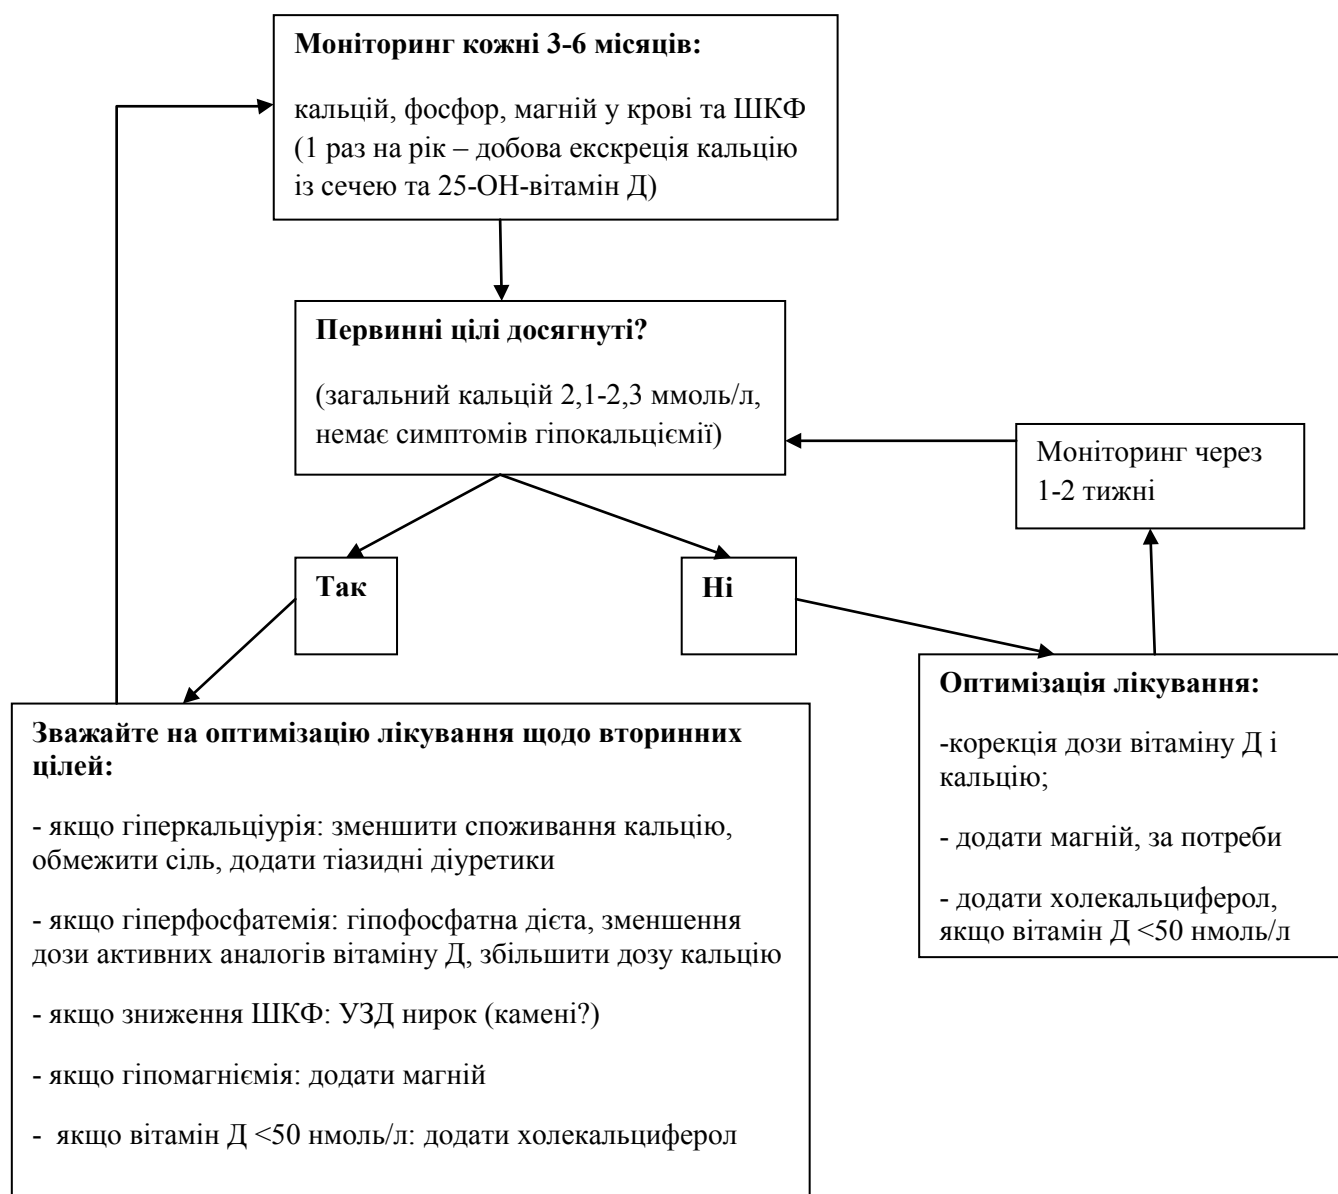 Моніторинг кожні 3-6 місяців:
кальцій, фосфор, магній у крові та ШКФ
(1 раз на рік – добова екскреція кальцію
із сечею та 25-ОН-вітамін Д)
Первинні цілі досягнуті?
(загальний кальцій 2,1-2,3 ммоль/л,
немає симптомів гіпокальціємії)
Моніторинг через
1-2 тижні
Так
Ні
Оптимізація лікування:
-корекція дози вітаміну Д і
кальцію;
- додати магній, за потреби
- додати холекальциферол,
якщо вітамін Д <50 нмоль/л
Зважайте на оптимізацію лікування щодо вторинних
цілей:
- якщо гіперкальціурія: зменшити споживання кальцію,
обмежити сіль, додати тіазидні діуретики
- якщо гіперфосфатемія: гіпофосфатна дієта, зменшення
дози активних аналогів вітаміну Д, збільшити дозу кальцію
- якщо зниження ШКФ: УЗД нирок (камені?)
- якщо гіпомагніємія: додати магній
- якщо вітамін Д <50 нмоль/л: додати холекальциферол